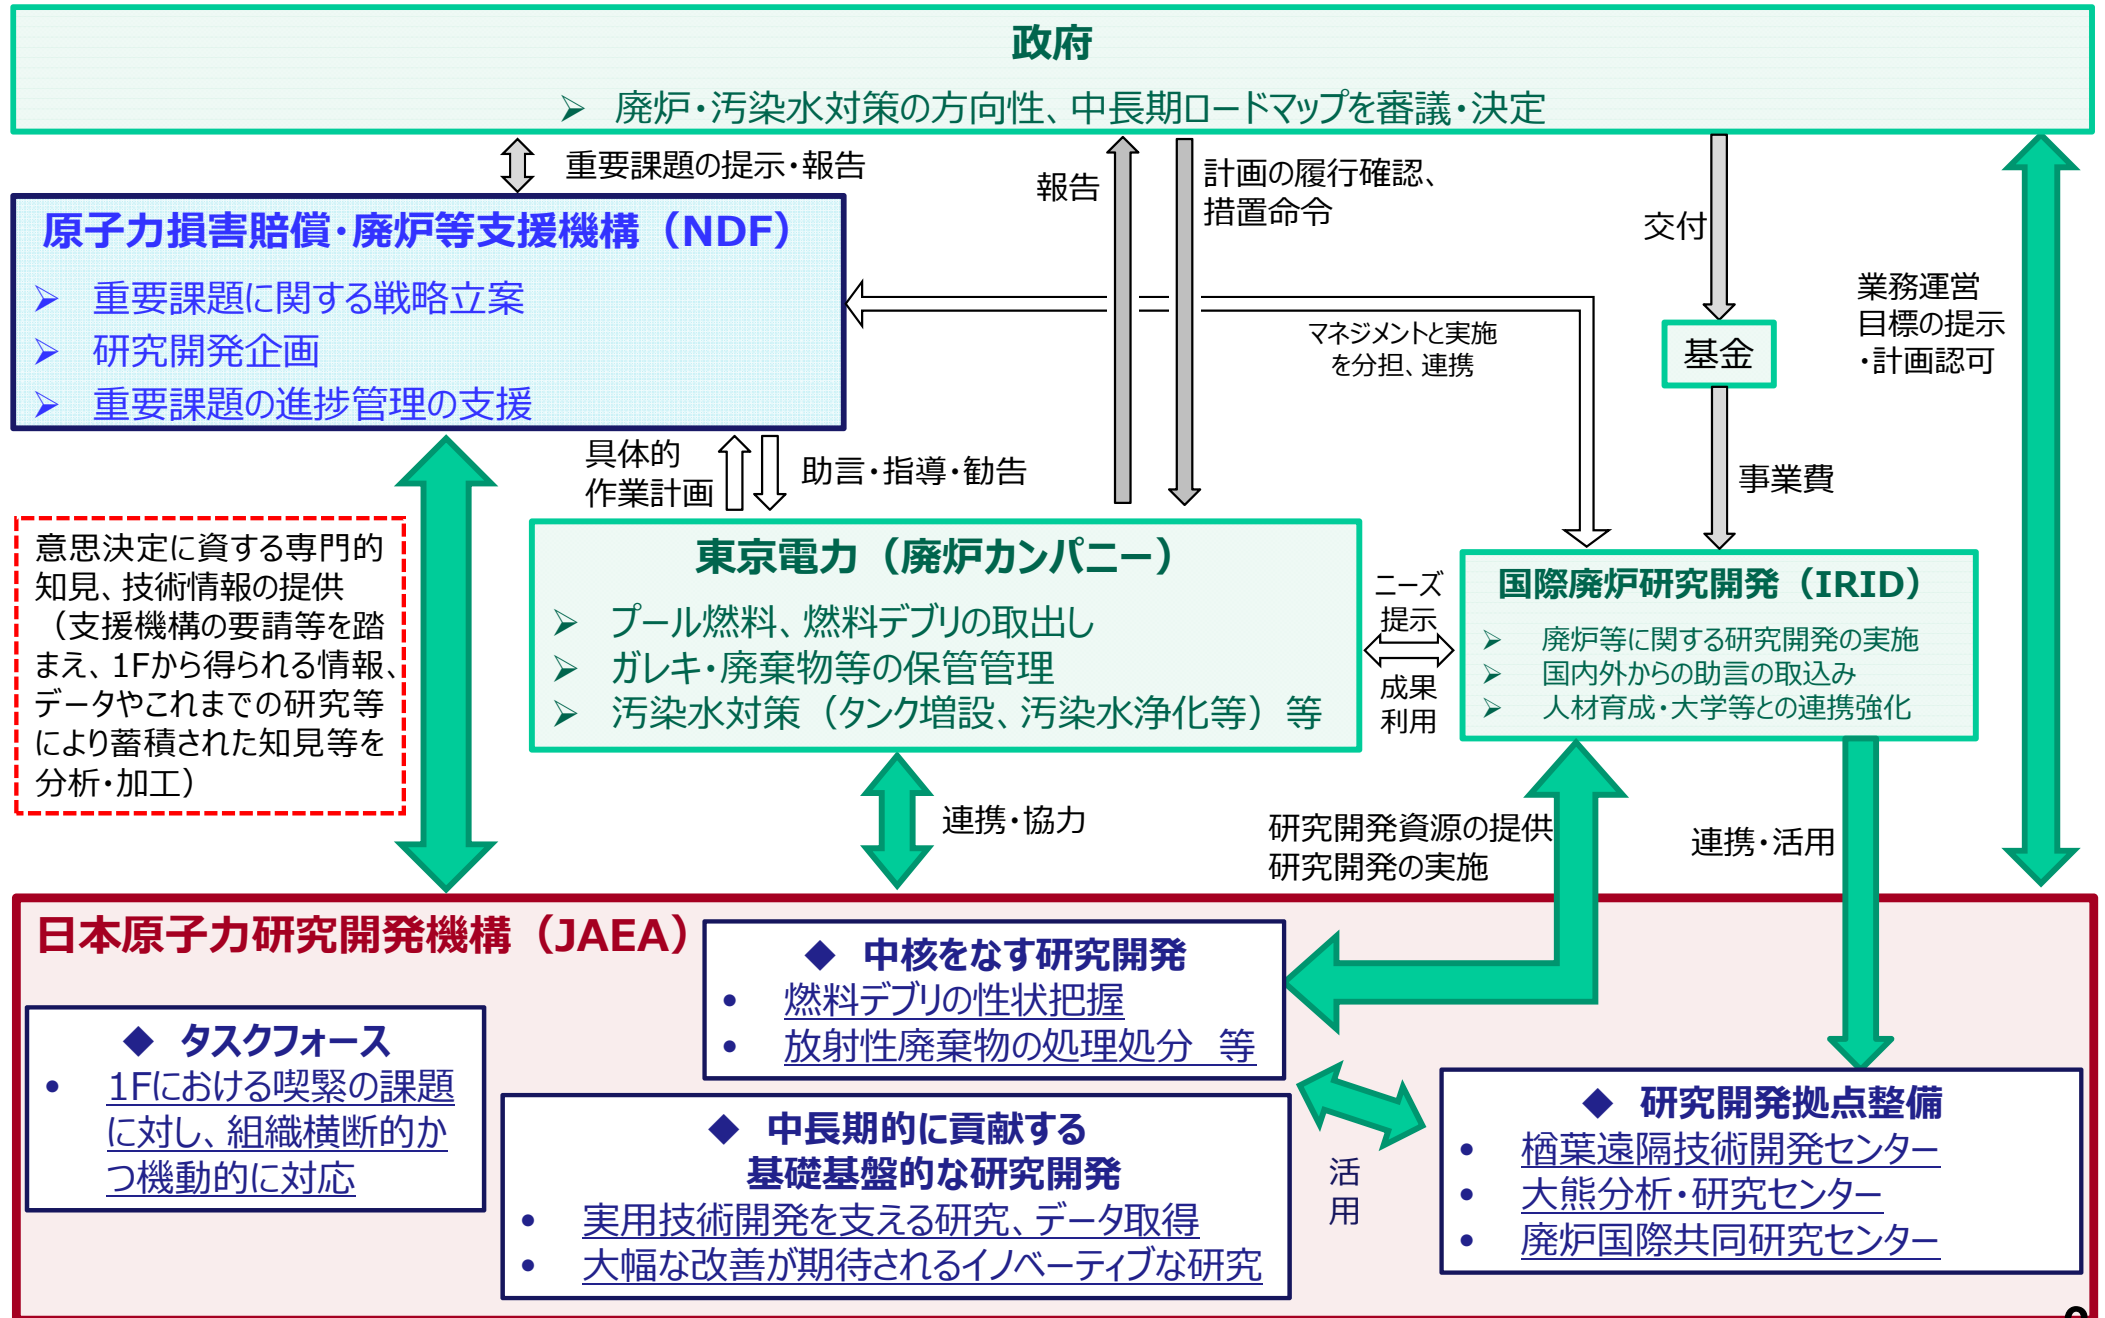 政府
➢ 廃炉・汚染水対策の方向性、中長期ロードマップを審議・決定
重要課題の提示・報告
報告
計画の履行確認、
措置命令
交付
業務運営
目標の提示
・計画認可
原子力損害賠償・廃炉等支援機構（NDF）
➢ 重要課題に関する戦略立案
➢ 研究開発企画
➢ 重要課題の進捗管理の支援
マネジメントと実施
を分担、連携
基金
事業費
具体的
作業計画
助言・指導・勧告
意思決定に資する専門的
知見、技術情報の提供
（支援機構の要請等を踏
まえ、1Fから得られる情報、
データやこれまでの研究等
により蓄積された知見等を
分析・加工）
東京電力（廃炉カンパニー）
➢ プール燃料、燃料デブリの取出し
➢ ガレキ・廃棄物等の保管管理
➢ 汚染水対策（タンク増設、汚染水浄化等）等
ニーズ
提示
成果
利用
国際廃炉研究開発（IRID）
➢ 廃炉等に関する研究開発の実施
➢ 国内外からの助言の取込み
➢ 人材育成・大学等との連携強化
連携・協力
研究開発資源の提供
研究開発の実施
連携・活用
日本原子力研究開発機構（JAEA）
◆ 中核をなす研究開発
• 燃料デブリの性状把握
• 放射性廃棄物の処理処分 等
◆ タスクフォース
• 1Fにおける喫緊の課題
に対し、組織横断的か
つ機動的に対応
◆ 中長期的に貢献する
基礎基盤的な研究開発
• 実用技術開発を支える研究、データ取得
• 大幅な改善が期待されるイノベーティブな研究
活
用
◆ 研究開発拠点整備
• 楢葉遠隔技術開発センター
• 大熊分析・研究センター
• 廃炉国際共同研究センター